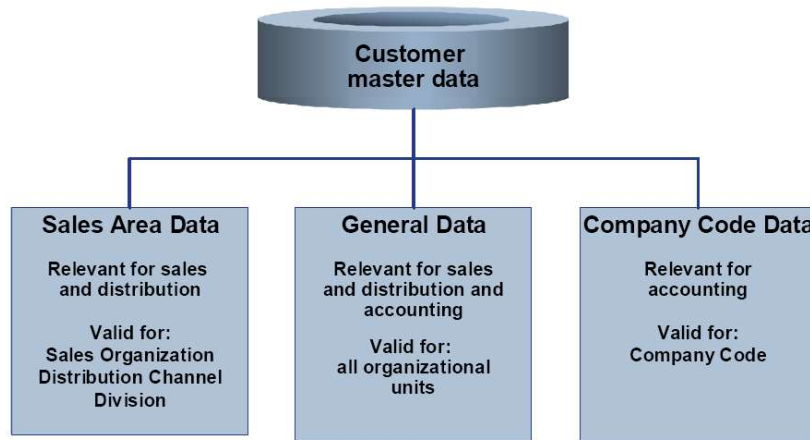 Customer
master data
Sales Area Data
Relevant for sales
and distribution
Valid for:
Sales Organization
Distribution Channel
Division
General Data
Relevant for sales
and distribution and
accounting
Valid for:
all organizational
units
Company Code Data
Relevant for
accounting
Valid for:
Company Code